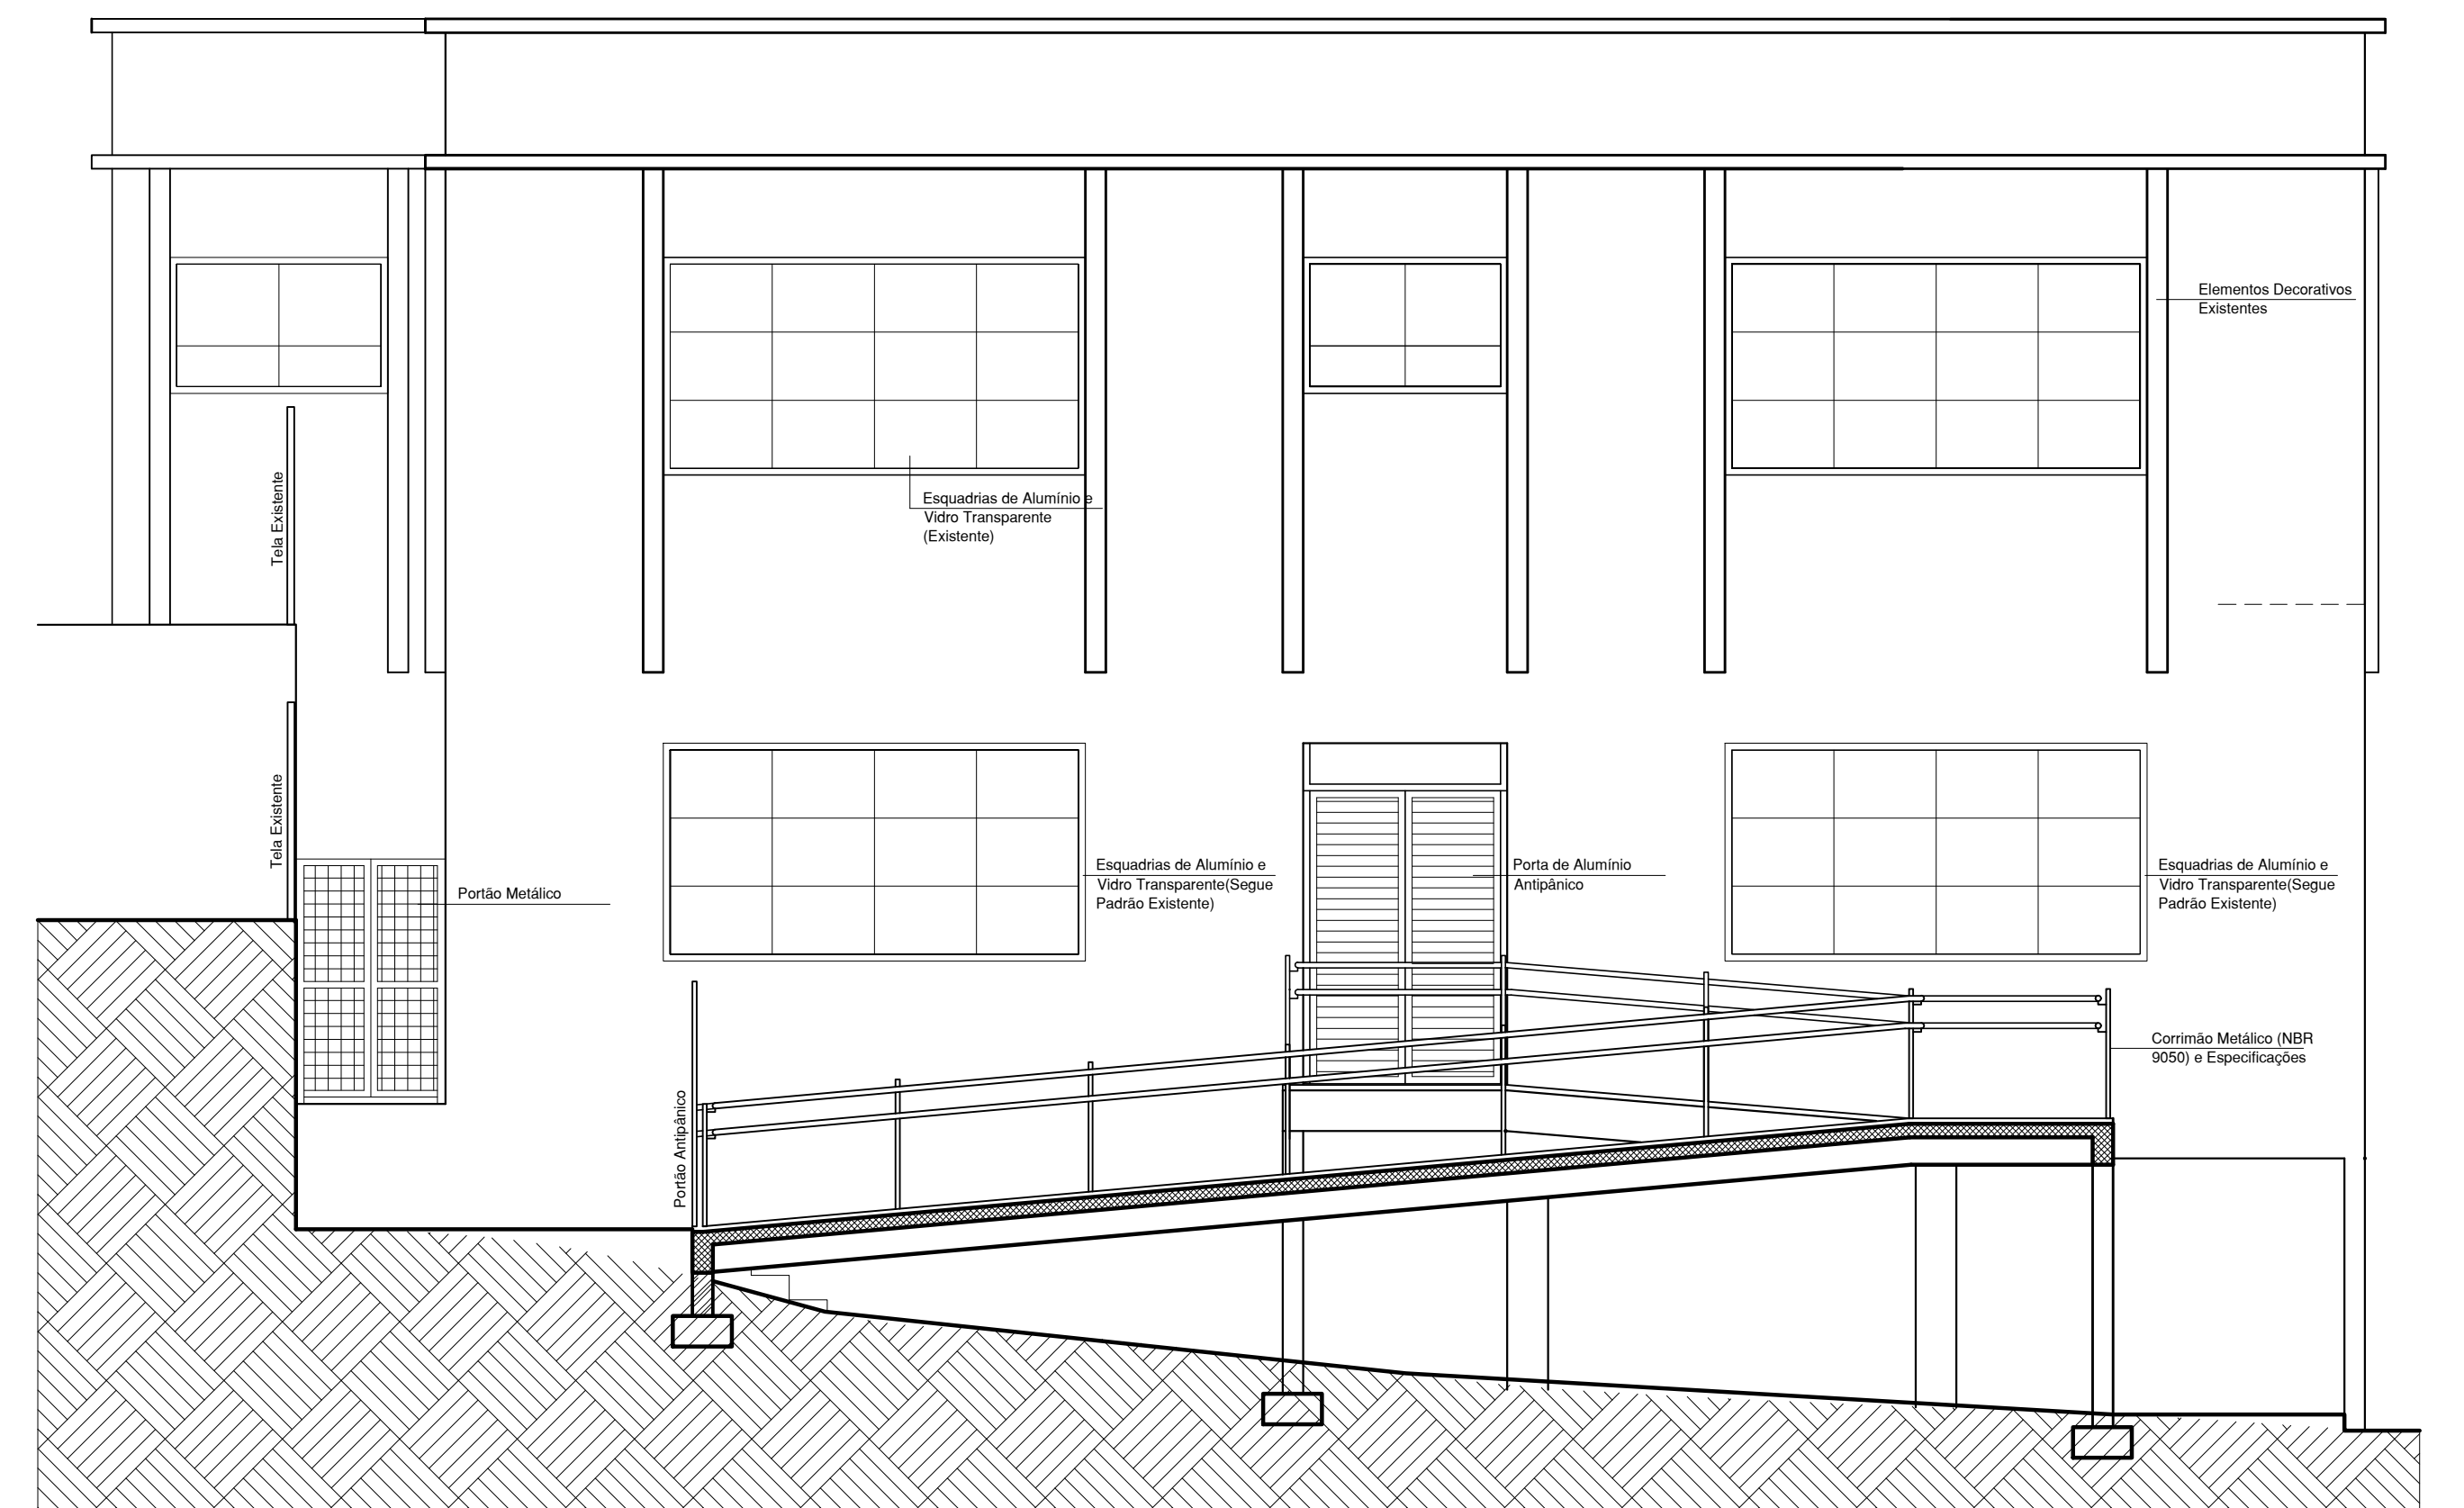 Elementos Decorativos
Existentes
Tela Existente
Esquadrias de Alumínio e
Vidro Transparente
(Existente)
Tela Existente
Portão Metálico
Esquadrias de Alumínio e
Vidro Transparente(Segue
Padrão Existente)
Porta de Alumínio
Antipânico
Esquadrias de Alumínio e
Vidro Transparente(Segue
Padrão Existente)
Corrimão Metálico (NBR
9050) e Especificações
Portão Antipânico